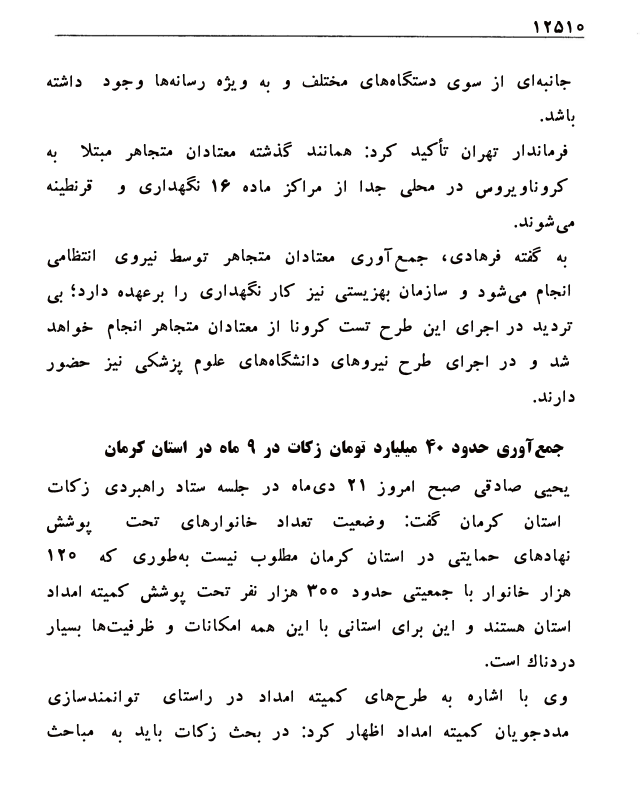 ۱۲۵۱۰
جانبه‌ای از سوی دستگاه‌های مختلف و به ویژه رسانه‌ها وجود داشته
باشد.
فرماندار تهران تأکید کرد: همانند گذشته معتادان متجاهر مبتلا به
کروناویروس در محلی جدا از مراکز ماده ۱۶ نگهداری و قرنطینه
می‌شوند.
به گفته فرهادی، جمع‌آوری معتادان متجاهر توسط نیروی انتظامی
انجام می‌شود و سازمان بهزیستی نیز کار نگهداری را برعهده دارد؛ بی
تردید در اجرای این طرح تست کرونا از معتادان متجاهر انجام خواهد
شد و در اجرای طرح نیروهای دانشگاه‌های علوم پزشکی نیز حضور
دارند.
جمع‌آوری حدود ۴۰ میلیارد تومان زکات در ۹ ماه در استان کرمان
یحیی صادقی صبح امروز ۲۱ دی‌ماه در جلسه ستاد راهبردی زکات
استان کرمان گفت: وضعیت تعداد خانوارهای تحت پوشش
نهادهای حمایتی در استان کرمان مطلوب نیست به‌طوری که ۱۲۰
هزار خانوار با جمعیتی حدود ۳۰۰ هزار نفر تحت پوشش کمیته امداد
استان هستند و این برای استانی با این همه امکانات و ظرفیت‌ها بسیار
دردناك است.
وی با اشاره به طرح‌های کمیته امداد در راستای توانمندسازی
مددجویان کمیته امداد اظهار کرد: در بحث زکات باید به مباحث